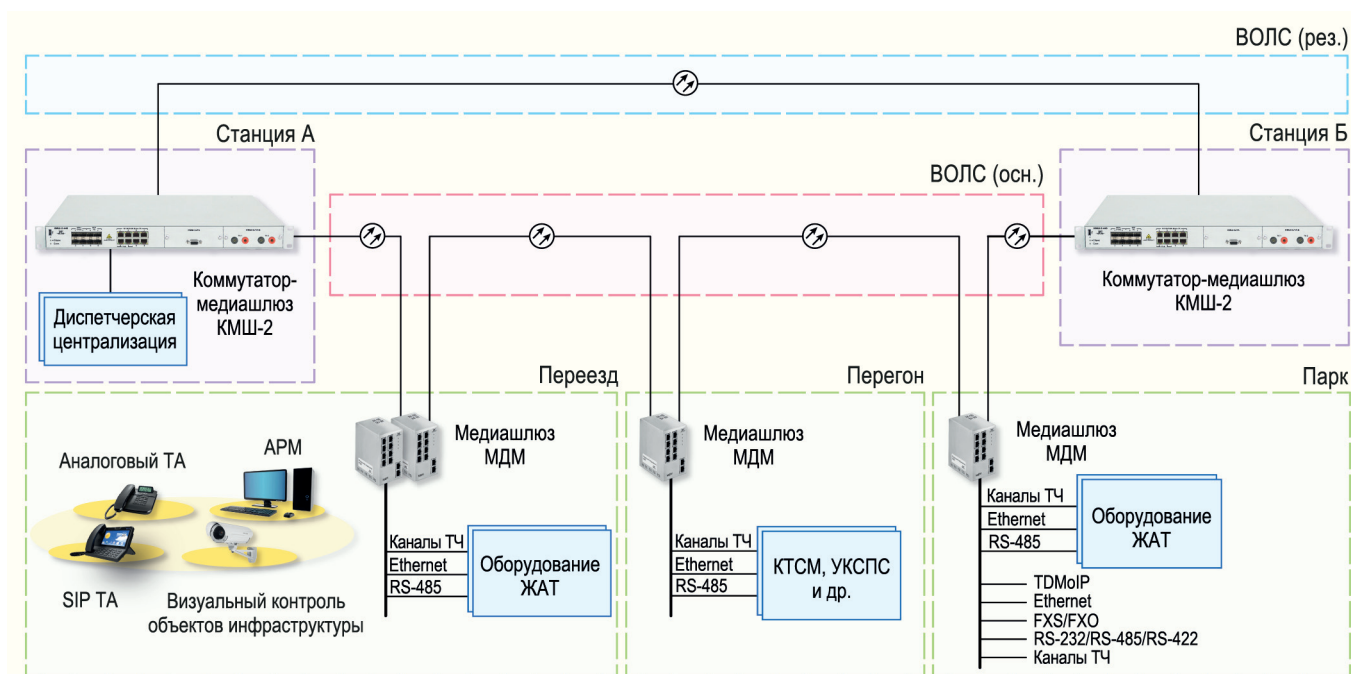 ВОЛС (рез.)
Станция А
Станция Б
ВОЛС (осн.)
Коммутатор-
медиашлюз
КМШ-2
Диспетчерская
централизация
Коммутатор-медиашлюз
КМШ-2
Переезд
Перегон
Парк
Аналоговый ТА
АРМ
SIP ТА
Визуальный контроль
объектов инфраструктуры
Медиашлюз
МДМ
Каналы ТЧ
Ethernet
RS-485
Оборудование
ЖАТ
Медиашлюз
МДМ
Каналы ТЧ
Ethernet
RS-485
КТСМ, УКСПС
и др.
Медиашлюз
МДМ
Каналы ТЧ
Ethernet
RS-485
Оборудование
ЖАТ
TDMoIP
Ethernet
FXS/FXO
RS-232/RS-485/RS-422
Каналы ТЧ